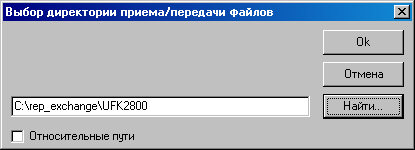 Выбор директории приема/передачи файлов
Ok
Отмена
C:\rep_exchange\UFK2800
Найти...
Относительные пути